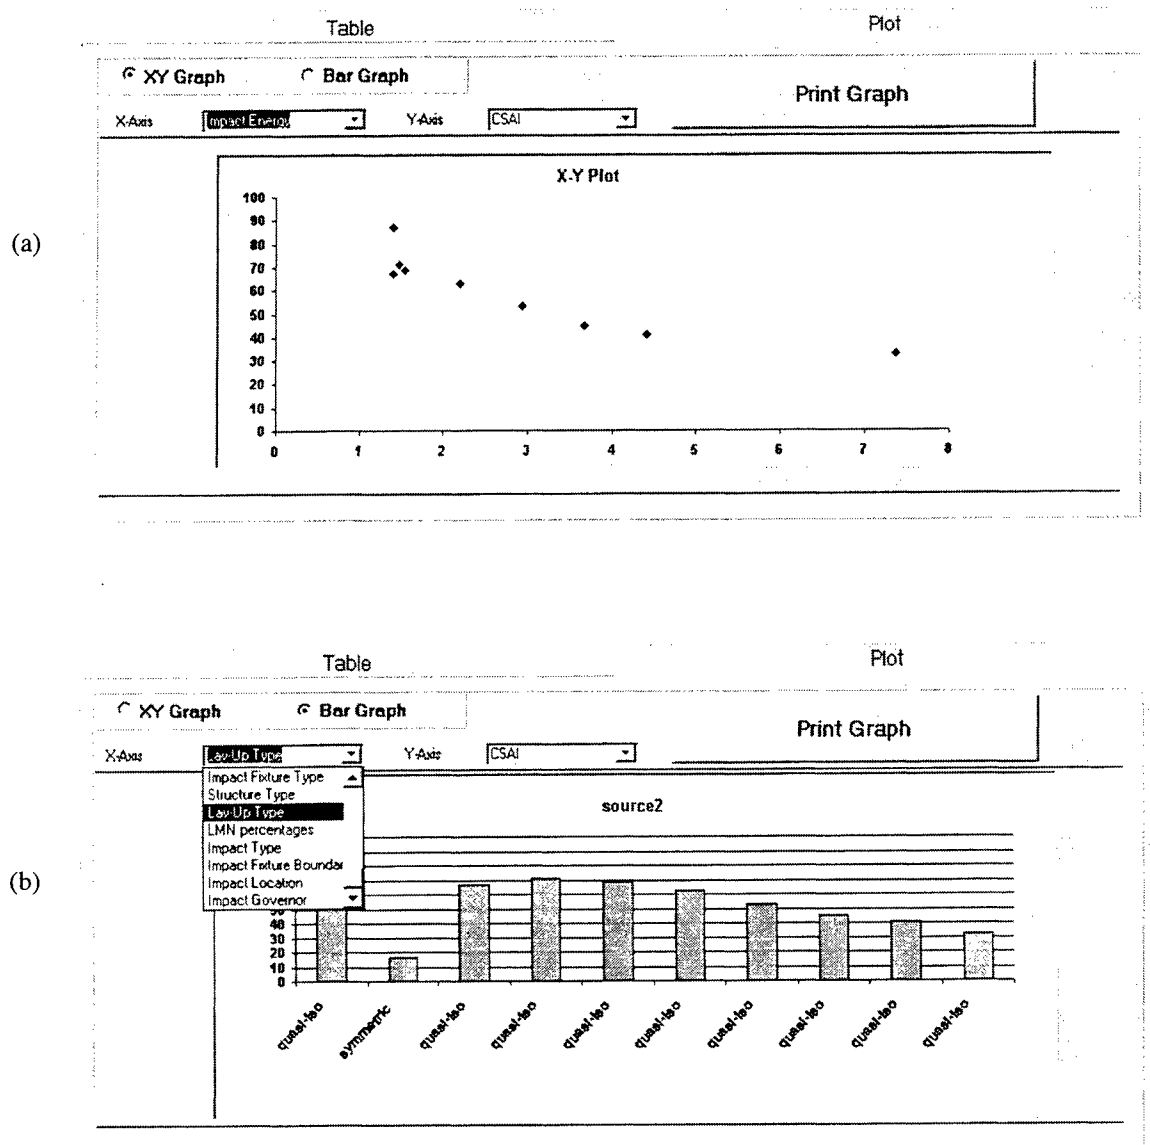 Table Plot
XY Graph Bar Graph
Print Graph
X-Axis Impact Energy Y-Axis CSAI
X-Y Plot
100
90
(a)
80
70
60
50
40
30
20
10
0
0 1 2 3 4 5 6 7 8
Table Plot
XY Graph Bar Graph
Print Graph
X-Axis Lay-Up Type Y-Axis CSAI
Impact Fixture Type
Structure Type
source2
Lay-Up Type
LMN percentages
Impact Type
Impact Fixture Boundar
(b)
Impact Location
Impact Governor
50
40
30
20
10
0
quasi-iso symmetric quasi-iso quasi-iso quasi-iso quasi-iso quasi-iso quasi-iso quasi-iso quasi-iso